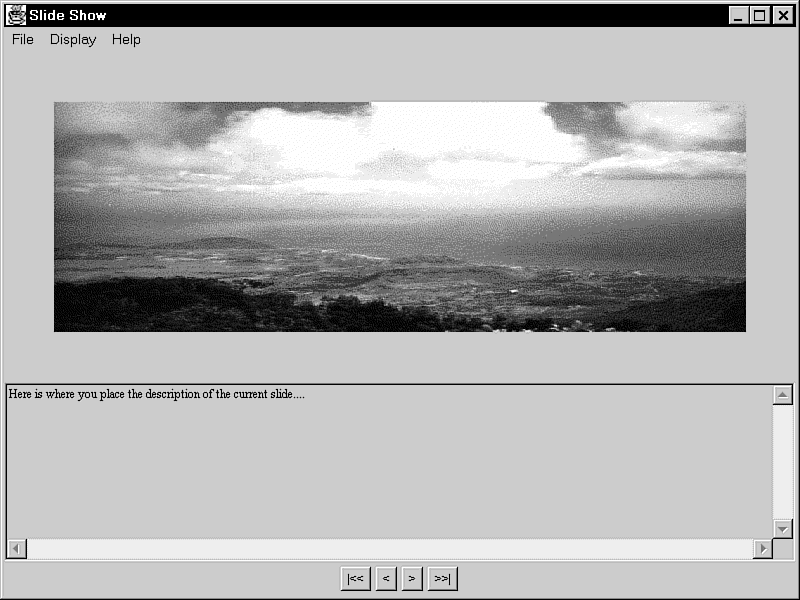 Slide Show
File Display Help
Here is where you place the description of the current slide....
|<< < > >>|